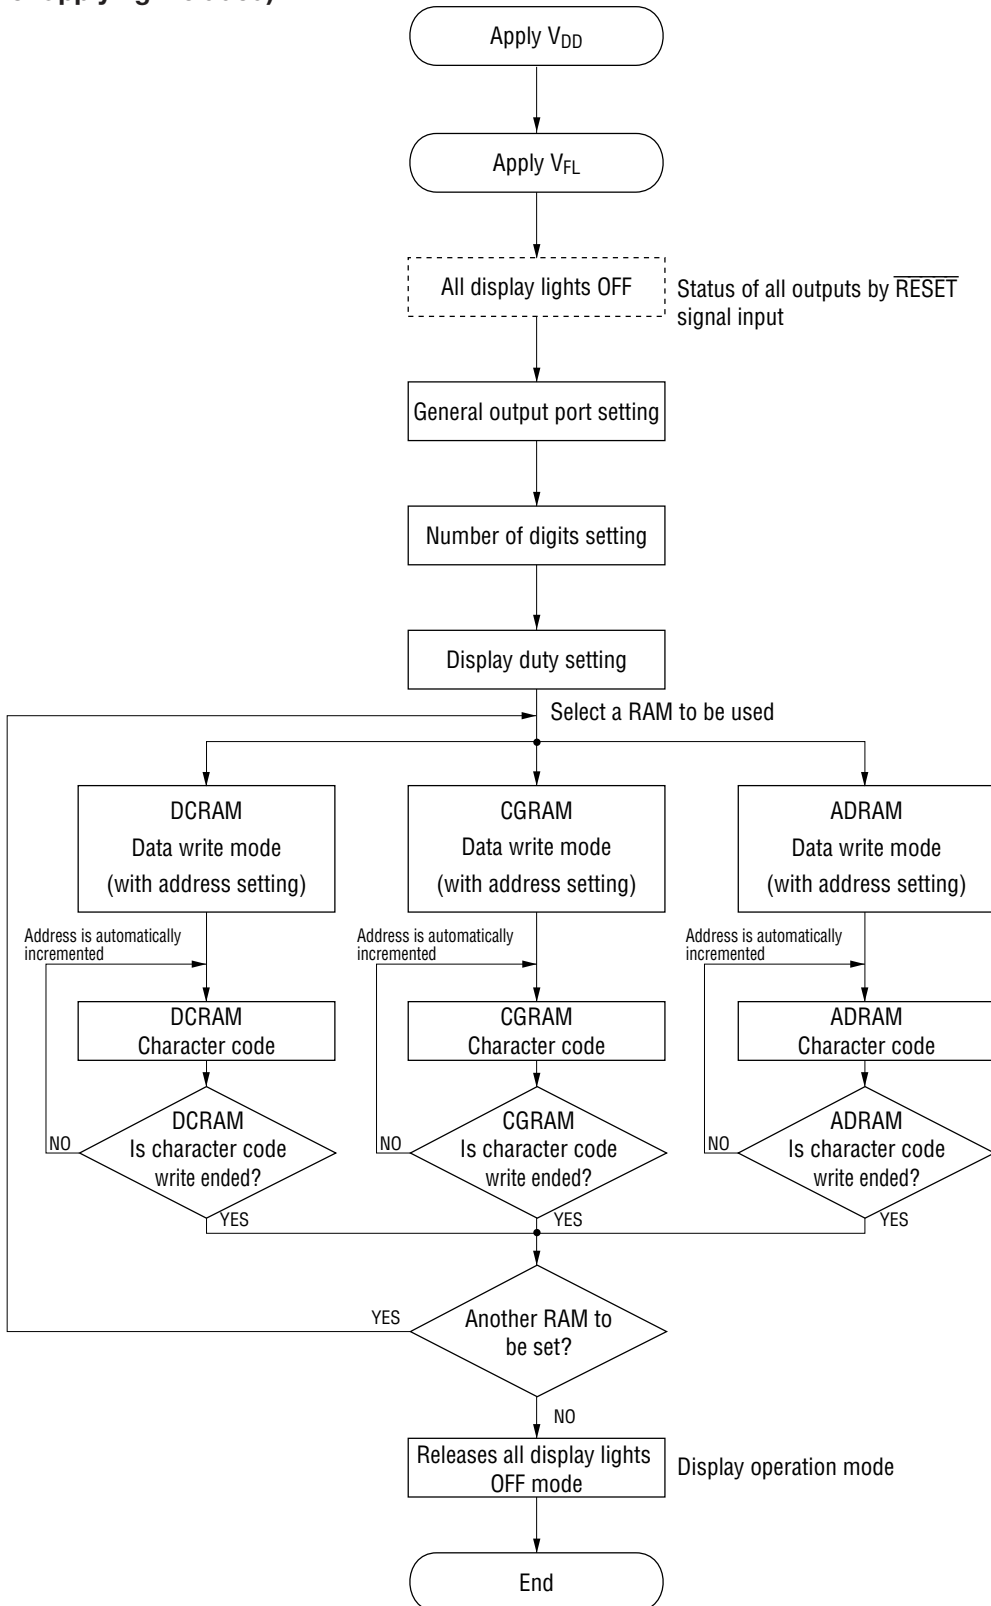 Apply VDD
Apply VFL
All display lights OFF
Status of all outputs by RESET
signal input
General output port setting
Number of digits setting
Display duty setting
Select a RAM to be used
DCRAM
Data write mode
(with address setting)
CGRAM
Data write mode
(with address setting)
ADRAM
Data write mode
(with address setting)
Address is automatically
incremented
Address is automatically
incremented
Address is automatically
incremented
DCRAM
Character code
CGRAM
Character code
ADRAM
Character code
DCRAM
Is character code
write ended?
NO
YES
CGRAM
Is character code
write ended?
NO
YES
ADRAM
Is character code
write ended?
NO
YES
Another RAM to
be set?
YES
NO
Releases all display lights
OFF mode
Display operation mode
End